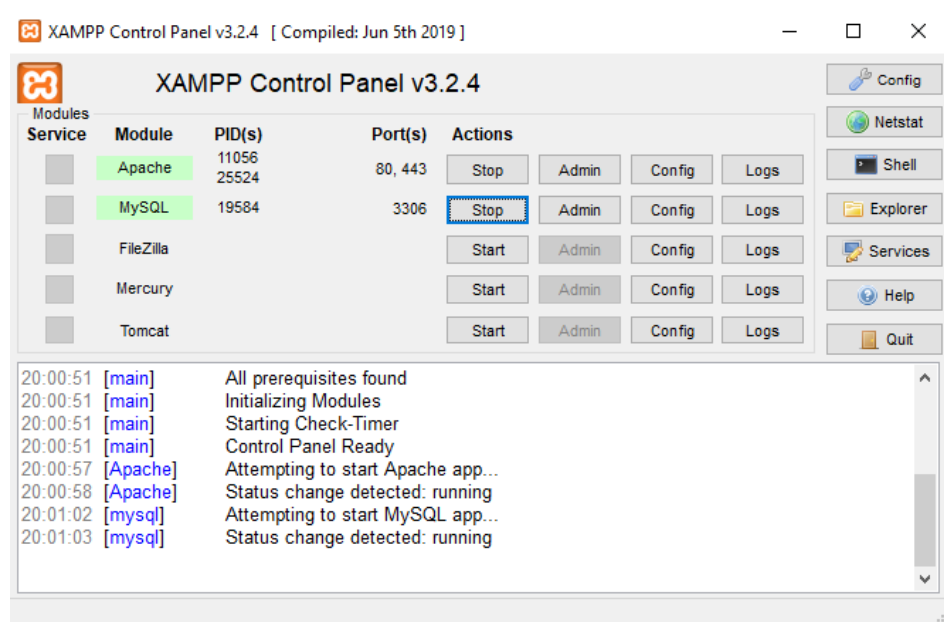 XAMPP Control Panel v3.2.4 [ Compiled: Jun 5th 2019 ]
XAMPP Control Panel v3.2.4
Config
Modules
Netstat
Service Module PID(s) Port(s) Actions
Apache 11056 25524 80, 443 Stop Admin Config Logs
Shell
MySQL 19584 3306 Stop Admin Config Logs
Explorer
FileZilla Start Admin Config Logs
Services
Mercury Start Admin Config Logs
Help
Tomcat Start Admin Config Logs
Quit
20:00:51 [main] All prerequisites found
20:00:51 [main] Initializing Modules
20:00:51 [main] Starting Check-Timer
20:00:51 [main] Control Panel Ready
20:00:57 [Apache] Attempting to start Apache app...
20:00:58 [Apache] Status change detected: running
20:01:02 [mysql] Attempting to start MySQL app...
20:01:03 [mysql] Status change detected: running